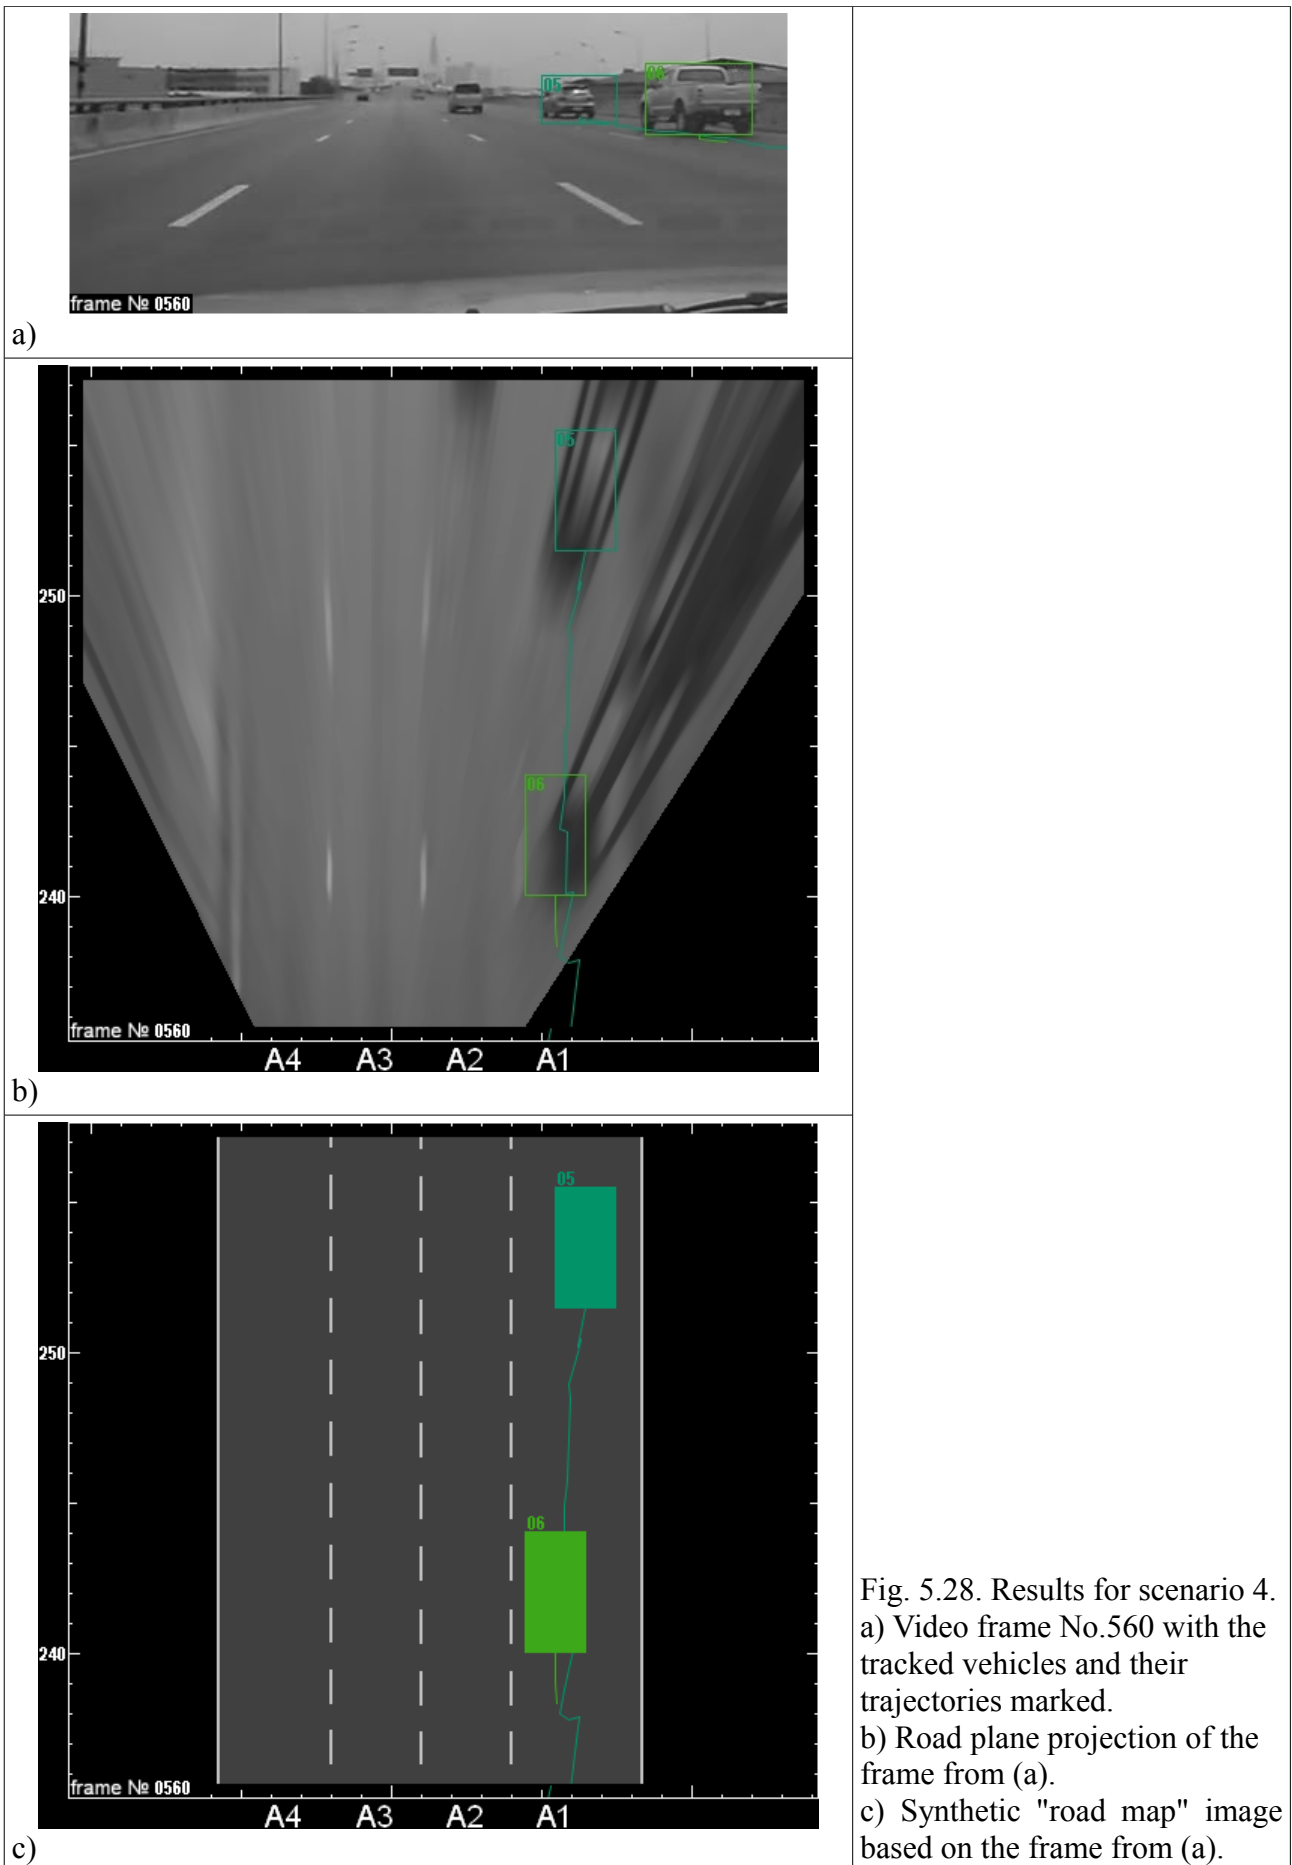 05
06
frame № 0560
a)
05
250
06
240
frame № 0560
A4 A3 A2 A1
b)
05
250
06
240
frame № 0560
A4 A3 A2 A1
c)
Fig. 5.28. Results for scenario 4.
a) Video frame No.560 with the
tracked vehicles and their
trajectories marked.
b) Road plane projection of the
frame from (a).
c) Synthetic "road map" image
based on the frame from (a).